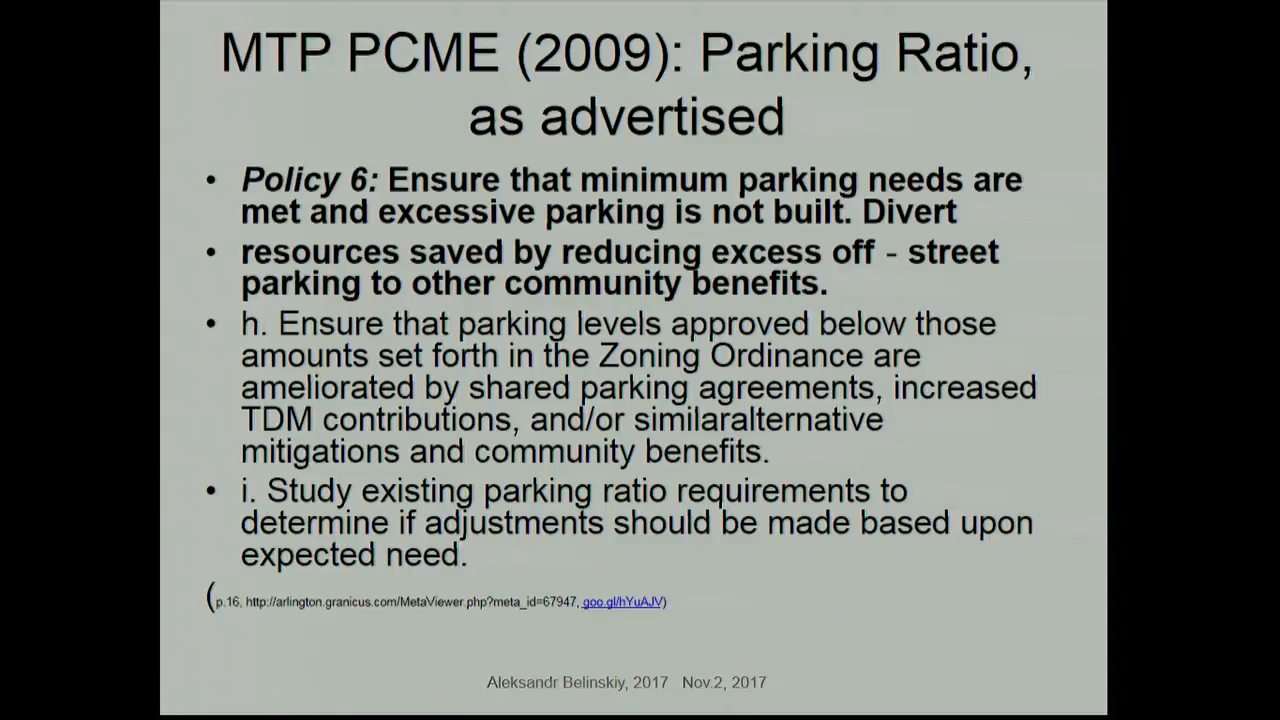 MTP PCME (2009): Parking Ratio,
as advertised
• Policy 6: Ensure that minimum parking needs are
met and excessive parking is not built. Divert
• resources saved by reducing excess off - street
parking to other community benefits.
• h. Ensure that parking levels approved below those
amounts set forth in the Zoning Ordinance are
ameliorated by shared parking agreements, increased
TDM contributions, and/or similaralternative
mitigations and community benefits.
• i. Study existing parking ratio requirements to
determine if adjustments should be made based upon
expected need.
(p.16, http://arlington.granicus.com/MetaViewer.php?meta_id=67947, goo.gl/hYuAJV)
Aleksandr Belinskiy, 2017 Nov.2, 2017